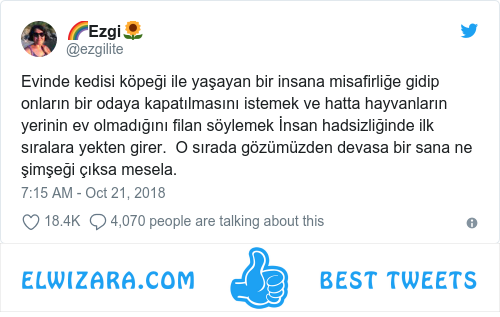 🌈Ezgi🌻
@ezgilite
Evinde kedisi köpeği ile yaşayan bir insana misafirliğe gidip
onların bir odaya kapatılmasını istemek ve hatta hayvanların
yerinin ev olmadığını filan söylemek İnsan hadsizliğinde ilk
sıralara yekten girer.  O sırada gözümüzden devasa bir sana ne
şimşeği çıksa mesela.
7:15 AM - Oct 21, 2018
18.4K 4,070 people are talking about this
ELWIZARA.COM BEST TWEETS